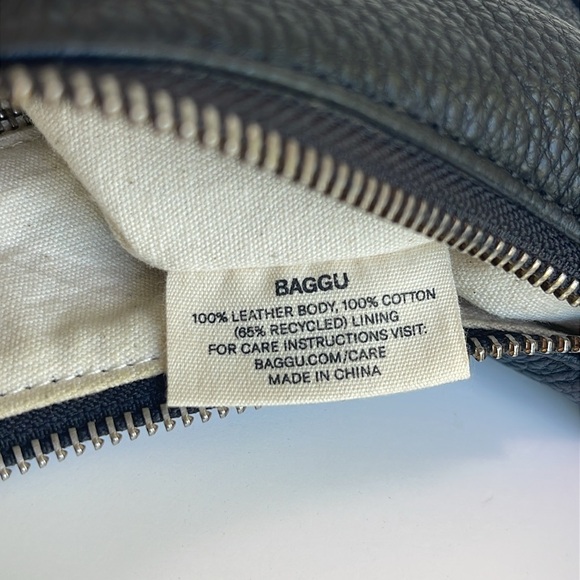 BAGGU
100% LEATHER BODY, 100% COTTON
(65% RECYCLED) LINING
FOR CARE INSTRUCTIONS VISIT:
BAGGU.COM/CARE
MADE IN CHINA